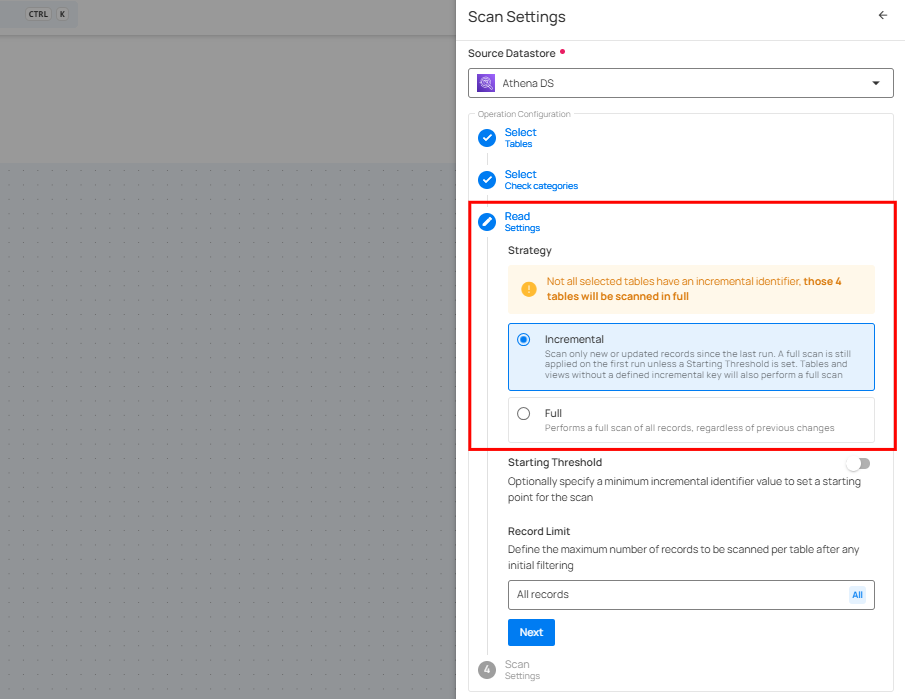 CTRL K
Scan Settings
Source Datastore
Athena DS
Operation Configuration
Select
Tables
Select
Check categories
Read
Settings
Strategy
Not all selected tables have an incremental identifier, those 4
tables will be scanned in full
Incremental
Scan only new or updated records since the last run. A full scan is still
applied on the first run unless a Starting Threshold is set. Tables and
views without a defined incremental key will also perform a full scan
Full
Performs a full scan of all records, regardless of previous changes
Starting Threshold
Optionally specify a minimum incremental identifier value to set a starting
point for the scan
Record Limit
Define the maximum number of records to be scanned per table after any
initial filtering
All records All
Next
4 Scan
Settings